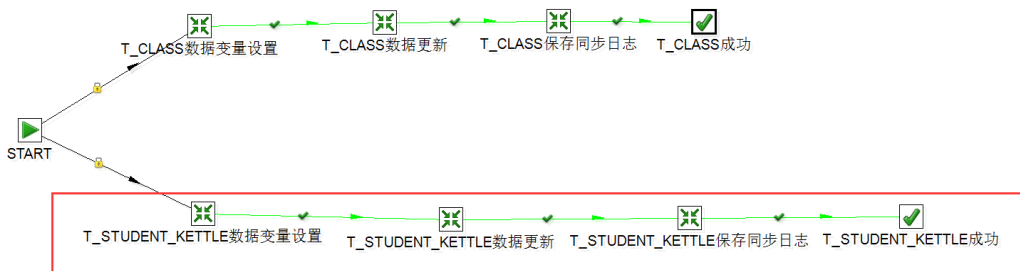 T_CLASS数据变量设置
T_CLASS数据更新
T_CLASS保存同步日志
T_CLASS成功
START
T_STUDENT_KETTLE数据变量设置
T_STUDENT_KETTLE数据更新
T_STUDENT_KETTLE保存同步日志
T_STUDENT_KETTLE成功